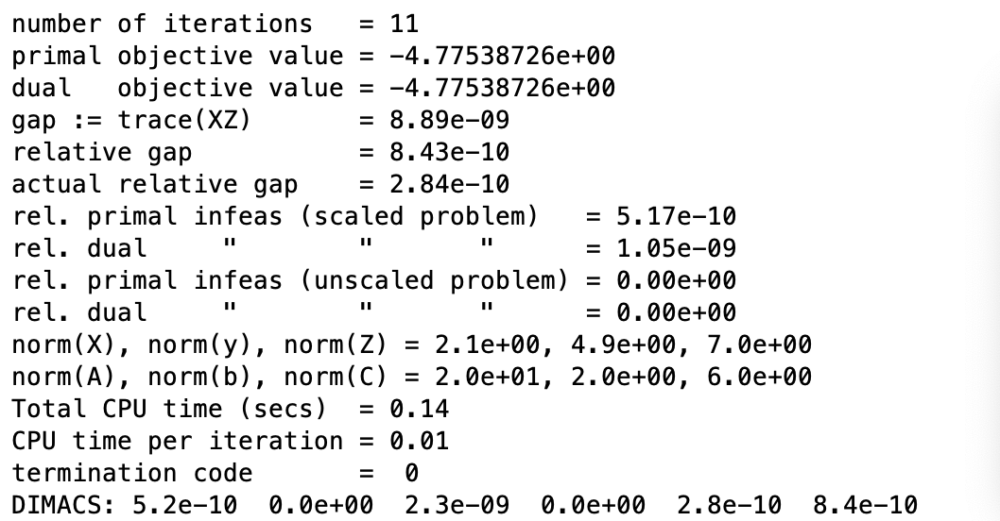 number of iterations   = 11
primal objective value = -4.77538726e+00
dual   objective value = -4.77538726e+00
gap := trace(XZ)       = 8.89e-09
relative gap           = 8.43e-10
actual relative gap    = 2.84e-10
rel. primal infeas (scaled problem)   = 5.17e-10
rel. dual     "        "       "      = 1.05e-09
rel. primal infeas (unscaled problem) = 0.00e+00
rel. dual     "        "       "      = 0.00e+00
norm(X), norm(y), norm(Z) = 2.1e+00, 4.9e+00, 7.0e+00
norm(A), norm(b), norm(C) = 2.0e+01, 2.0e+00, 6.0e+00
Total CPU time (secs)  = 0.14
CPU time per iteration = 0.01
termination code       =  0
DIMACS: 5.2e-10  0.0e+00  2.3e-09  0.0e+00  2.8e-10  8.4e-10